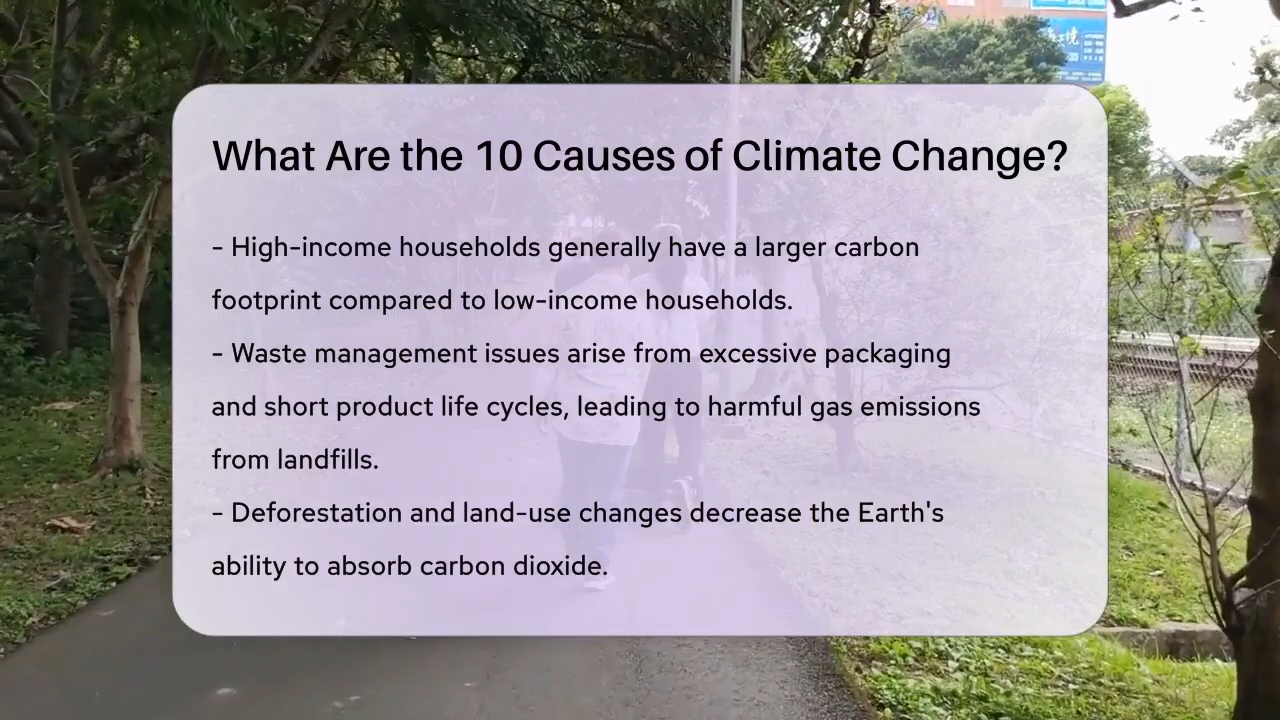 What Are the 10 Causes of Climate Change?
- High-income households generally have a larger carbon
footprint compared to low-income households.
- Waste management issues arise from excessive packaging
and short product life cycles, leading to harmful gas emissions
from landfills.
- Deforestation and land-use changes decrease the Earth's
ability to absorb carbon dioxide.